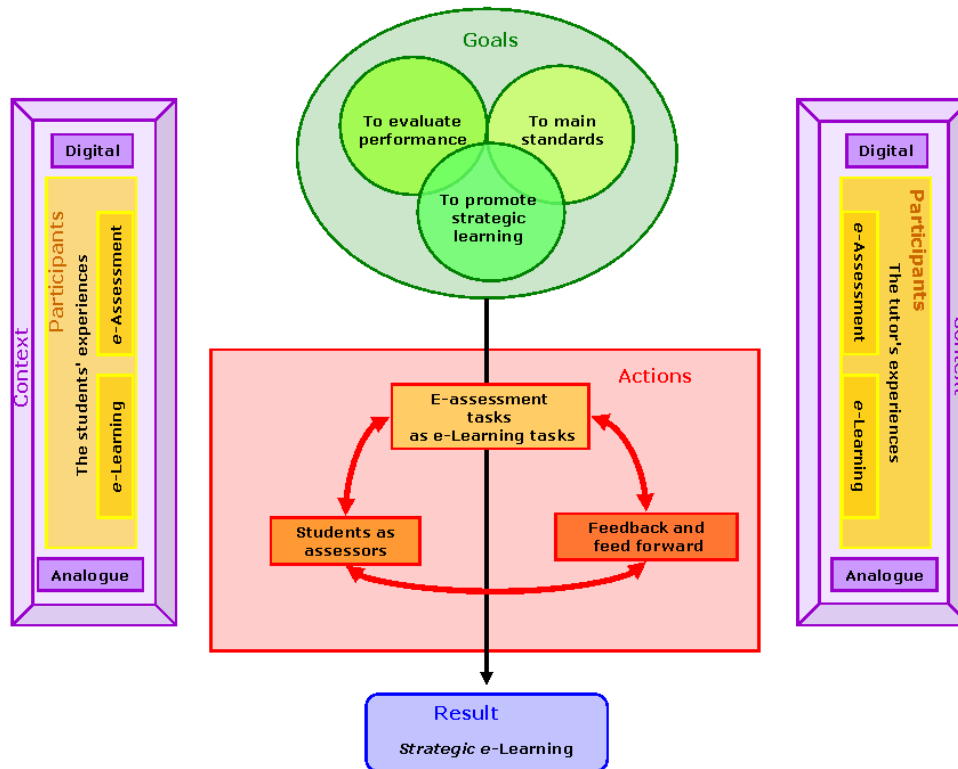 Goals
To evaluate
performance
To main
standards
To promote
strategic
learning
Context
Digital
Participants
The students' experiences
e-Assessment
e-Learning
Analogue
Actions
E-assessment
tasks
as e-Learning tasks
Students as
assessors
Feedback and
feed forward
Result
Strategic e-Learning
Digital
Participants
The tutor's experiences
e-Assessment
e-Learning
Analogue
Context